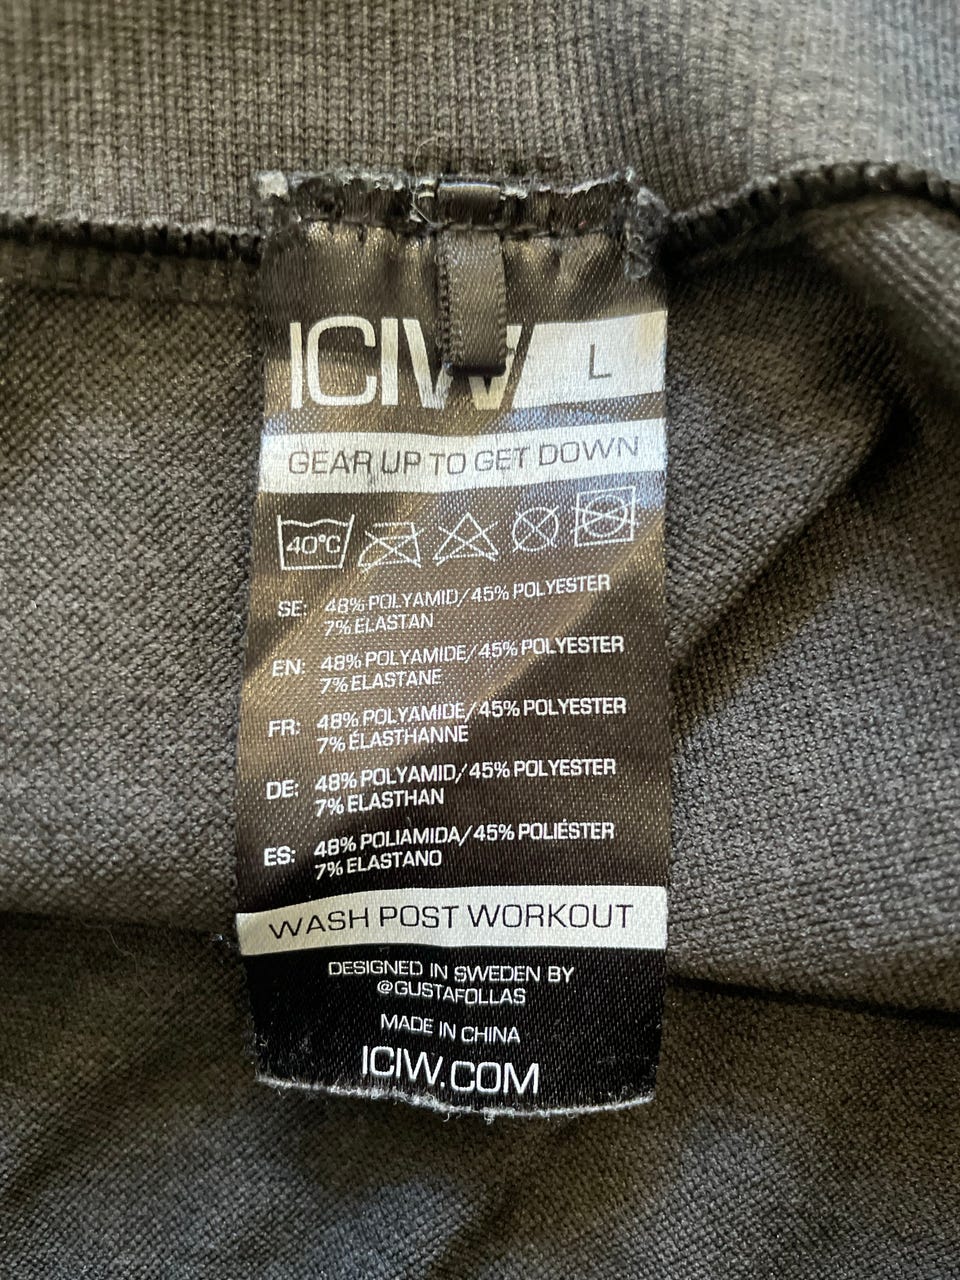 ICIW L
GEAR UP TO GET DOWN
40°C
SE: 48% POLYAMID/45% POLYESTER
7% ELASTAN
EN: 48% POLYAMIDE/45% POLYESTER
7% ELASTANE
FR: 48% POLYAMIDE/45% POLYESTER
7% ÉLASTHANNE
DE: 48% POLYAMID/45% POLYESTER
7% ELASTHAN
ES: 48% POLIAMIDA/45% POLIÉSTER
7% ELASTANO
WASH POST WORKOUT
DESIGNED IN SWEDEN BY
@GUSTAFOLLAS
MADE IN CHINA
ICIW.COM